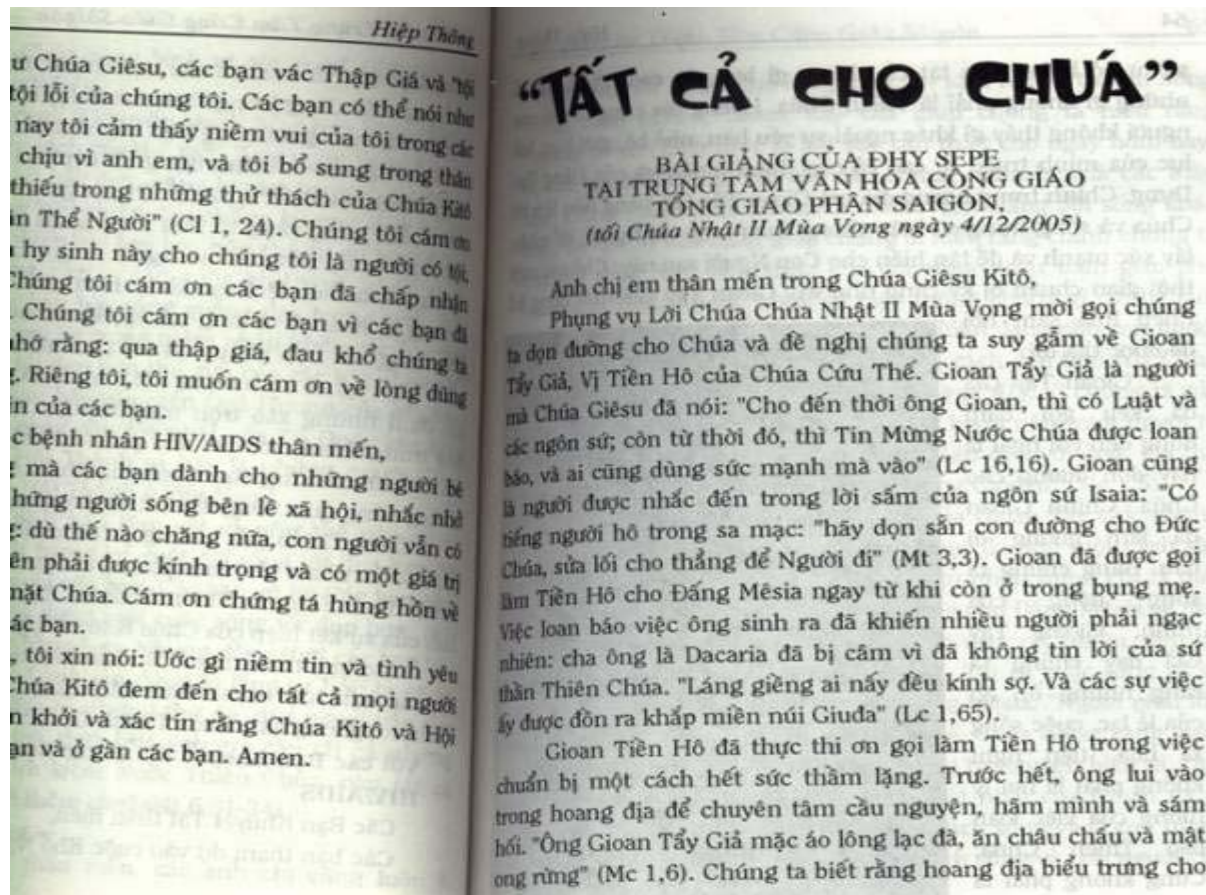 Hiệp Thông
Chúa Giêsu, các bạn vác Thập Giá và "tội
tội lỗi của chúng tôi. Các bạn có thể nói như
nay tôi cảm thấy niềm vui của tôi trong các
chịu vì anh em, và tôi bổ sung trong thân
thiếu trong những thử thách của Chúa Kitô
Thể Người" (Cl 1, 24). Chúng tôi cám ơn
hy sinh này cho chúng tôi là người có tội,
Chúng tôi cám ơn các bạn đã chấp nhận
Chúng tôi cám ơn các bạn vì các bạn đã
nhớ rằng: qua thập giá, đau khổ chúng ta
Riêng tôi, tôi muốn cám ơn về lòng dũng
của các bạn.
bệnh nhân HIV/AIDS thân mến,
mà các bạn dành cho những người bé
những người sống bên lề xã hội, nhắc nhở
dù thế nào chăng nữa, con người vẫn có
phải được kính trọng và có một giá trị
mặt Chúa. Cám ơn chứng tá hùng hồn về
các bạn.
, tôi xin nói: Ước gì niềm tin và tình yêu
Chúa Kitô đem đến cho tất cả mọi người
khởi và xác tín rằng Chúa Kitô và Hội
và ở gần các bạn. Amen.
"TẤT CẢ CHO CHUÁ"
BÀI GIẢNG CỦA ĐHY SEPE
TẠI TRUNG TÂM VĂN HÓA CÔNG GIÁO
TỔNG GIÁO PHẬN SAIGÒN,
(tối Chúa Nhật II Mùa Vọng ngày 4/12/2005)
Anh chị em thân mến trong Chúa Giêsu Kitô,
Phụng vụ Lời Chúa Chúa Nhật II Mùa Vọng mời gọi chúng
ta dọn đường cho Chúa và đề nghị chúng ta suy gẫm về Gioan
Tẩy Giả, Vị Tiền Hô của Chúa Cứu Thế. Gioan Tẩy Giả là người
mà Chúa Giêsu đã nói: "Cho đến thời ông Gioan, thì có Luật và
các ngôn sứ; còn từ thời đó, thì Tin Mừng Nước Chúa được loan
báo, và ai cũng dùng sức mạnh mà vào" (Lc 16,16). Gioan cũng
là người được nhắc đến trong lời sấm của ngôn sứ Isaia: "Có
tiếng người hô trong sa mạc: "hãy dọn sẵn con đường cho Đức
Chúa, sửa lối cho thẳng để Người đi" (Mt 3,3). Gioan đã được gọi
làm Tiền Hô cho Đấng Mêsia ngay từ khi còn ở trong bụng mẹ.
Việc loan báo việc ông sinh ra đã khiến nhiều người phải ngạc
nhiên: cha ông là Dacaria đã bị câm vì đã không tin lời của sứ
thần Thiên Chúa. "Láng giềng ai nấy đều kính sợ. Và các sự việc
ấy được đồn ra khắp miền núi Giuđa" (Lc 1,65).
Gioan Tiền Hô đã thực thi ơn gọi làm Tiền Hô trong việc
chuẩn bị một cách hết sức thầm lặng. Trước hết, ông lui vào
trong hoang địa để chuyên tâm cầu nguyện, hãm mình và sám
hối. "Ông Gioan Tẩy Giả mặc áo lông lạc đà, ăn châu chấu và mật
ong rừng" (Mc 1,6). Chúng ta biết rằng hoang địa biểu trưng cho